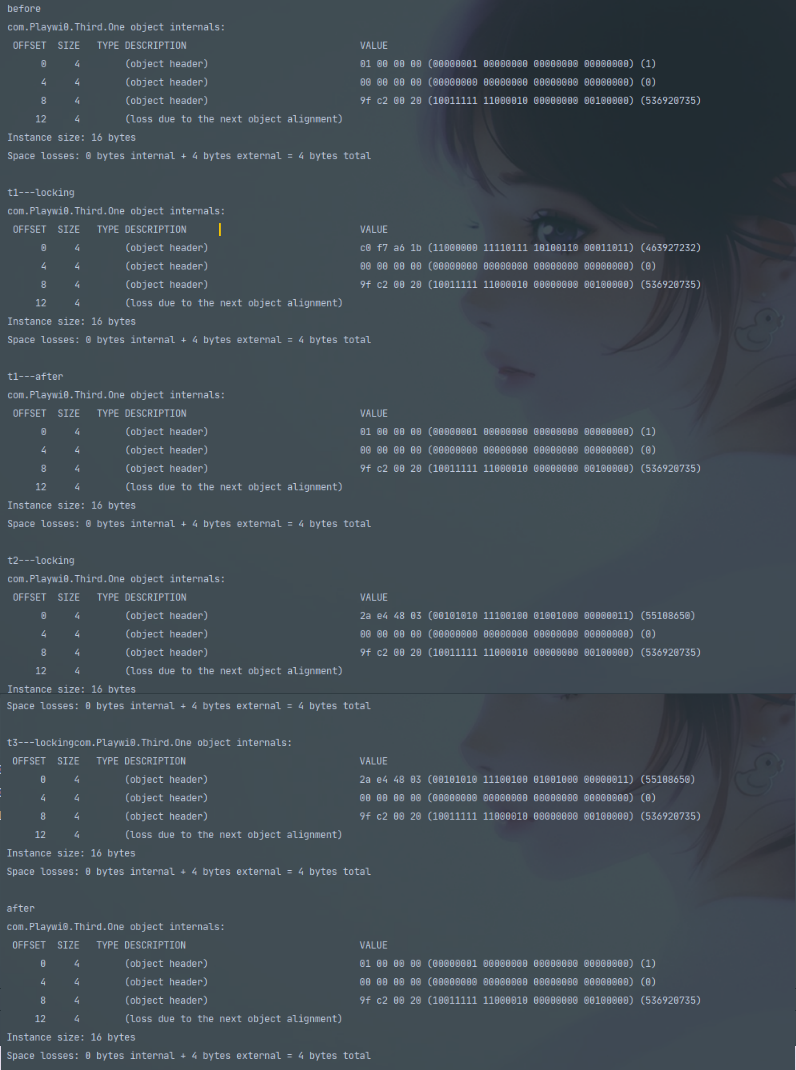 before
com.Playwi0.Third.One object internals:
OFFSET SIZE TYPE DESCRIPTION VALUE
0 4 (object header) 01 00 00 00 (00000001 00000000 00000000 00000000) (1)
4 4 (object header) 00 00 00 00 (00000000 00000000 00000000 00000000) (0)
8 4 (object header) 9f c2 00 20 (10011111 11000010 00000000 00100000) (536920735)
12 4 (loss due to the next object alignment)
Instance size: 16 bytes
Space losses: 0 bytes internal + 4 bytes external = 4 bytes total
t1---locking
com.Playwi0.Third.One object internals:
OFFSET SIZE TYPE DESCRIPTION VALUE
0 4 (object header) c0 f7 a6 1b (11000000 11110111 10100110 00011011) (463927232)
4 4 (object header) 00 00 00 00 (00000000 00000000 00000000 00000000) (0)
8 4 (object header) 9f c2 00 20 (10011111 11000010 00000000 00100000) (536920735)
12 4 (loss due to the next object alignment)
Instance size: 16 bytes
Space losses: 0 bytes internal + 4 bytes external = 4 bytes total
t1---after
com.Playwi0.Third.One object internals:
OFFSET SIZE TYPE DESCRIPTION VALUE
0 4 (object header) 01 00 00 00 (00000001 00000000 00000000 00000000) (1)
4 4 (object header) 00 00 00 00 (00000000 00000000 00000000 00000000) (0)
8 4 (object header) 9f c2 00 20 (10011111 11000010 00000000 00100000) (536920735)
12 4 (loss due to the next object alignment)
Instance size: 16 bytes
Space losses: 0 bytes internal + 4 bytes external = 4 bytes total
t2---locking
com.Playwi0.Third.One object internals:
OFFSET SIZE TYPE DESCRIPTION VALUE
0 4 (object header) 2a e4 48 03 (00101010 11100100 01001000 00000011) (55108650)
4 4 (object header) 00 00 00 00 (00000000 00000000 00000000 00000000) (0)
8 4 (object header) 9f c2 00 20 (10011111 11000010 00000000 00100000) (536920735)
12 4 (loss due to the next object alignment)
Instance size: 16 bytes
Space losses: 0 bytes internal + 4 bytes external = 4 bytes total
t3---lockingcom.Playwi0.Third.One object internals:
OFFSET SIZE TYPE DESCRIPTION VALUE
0 4 (object header) 2a e4 48 03 (00101010 11100100 01001000 00000011) (55108650)
4 4 (object header) 00 00 00 00 (00000000 00000000 00000000 00000000) (0)
8 4 (object header) 9f c2 00 20 (10011111 11000010 00000000 00100000) (536920735)
12 4 (loss due to the next object alignment)
Instance size: 16 bytes
Space losses: 0 bytes internal + 4 bytes external = 4 bytes total
after
com.Playwi0.Third.One object internals:
OFFSET SIZE TYPE DESCRIPTION VALUE
0 4 (object header) 01 00 00 00 (00000001 00000000 00000000 00000000) (1)
4 4 (object header) 00 00 00 00 (00000000 00000000 00000000 00000000) (0)
8 4 (object header) 9f c2 00 20 (10011111 11000010 00000000 00100000) (536920735)
12 4 (loss due to the next object alignment)
Instance size: 16 bytes
Space losses: 0 bytes internal + 4 bytes external = 4 bytes total